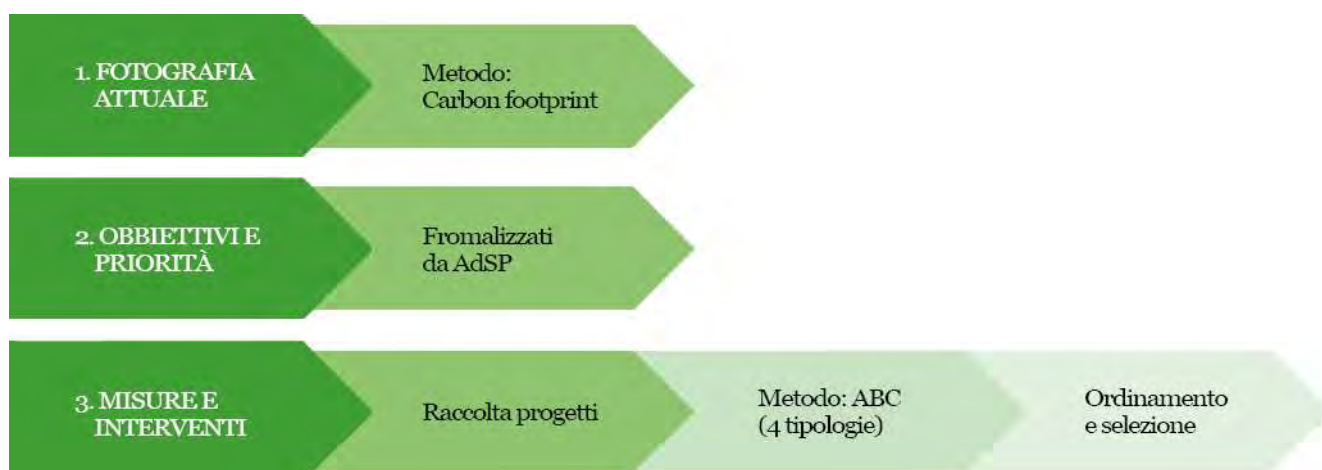 1. FOTOGRAFIA
ATTUALE
Metodo:
Carbon footprint
2. OBBIETTIVI E
PRIORITÀ
Fromalizzati
da AdSP
3. MISURE E
INTERVENTI
Raccolta progetti
Metodo: ABC
(4 tipologie)
Ordinamento
e selezione